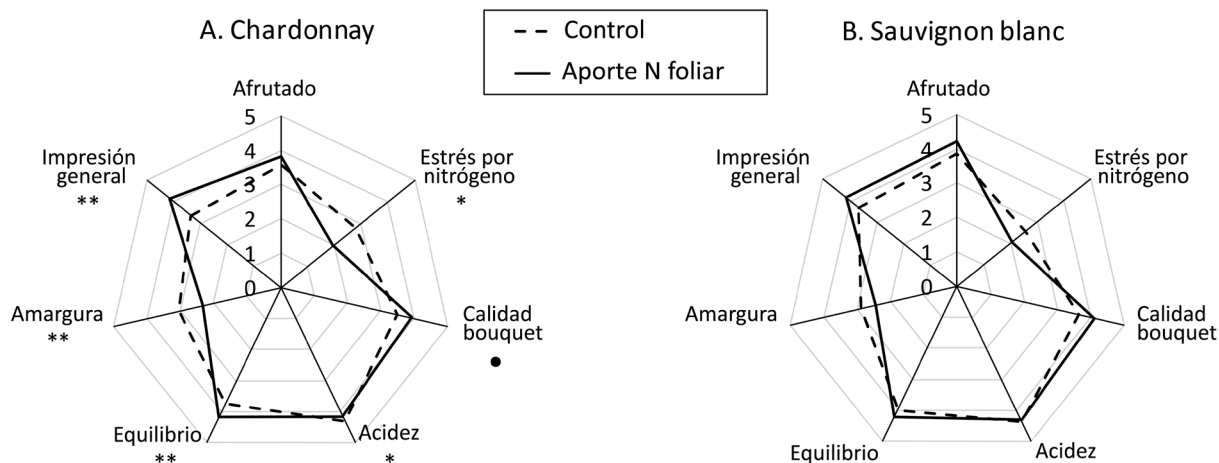 A. Chardonnay
Control
Aporte N foliar
B. Sauvignon blanc
Afrutado
5
4
3
2
1
0
Impresión
general
**
Estrés por
nitrógeno
*
Amargura
**
Calidad
bouquet
•
Equilibrio
**
Acidez
*
Afrutado
5
4
3
2
1
0
Impresión
general
Estrés por
nitrógeno
Amargura
Calidad
bouquet
Equilibrio
Acidez